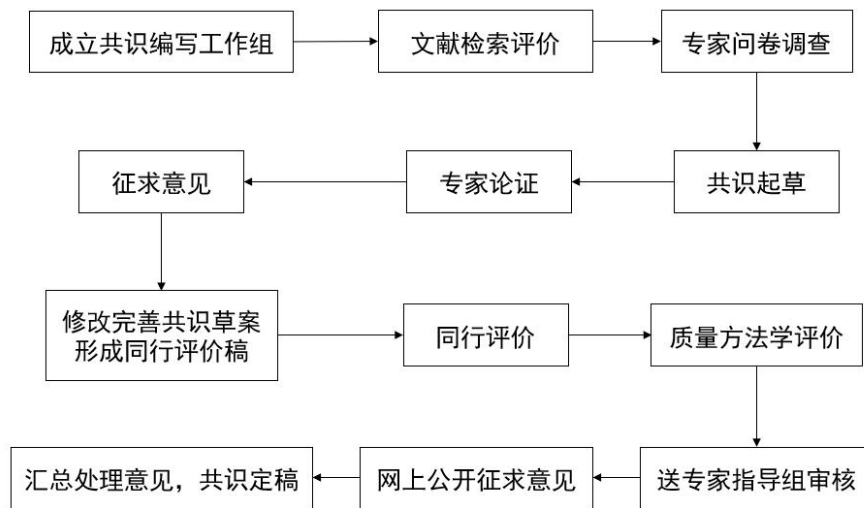 成立共识编写工作组
文献检索评价
专家问卷调查
共识起草
专家论证
征求意见
修改完善共识草案
形成同行评价稿
同行评价
质量方法学评价
送专家指导组审核
网上公开征求意见
汇总处理意见，共识定稿